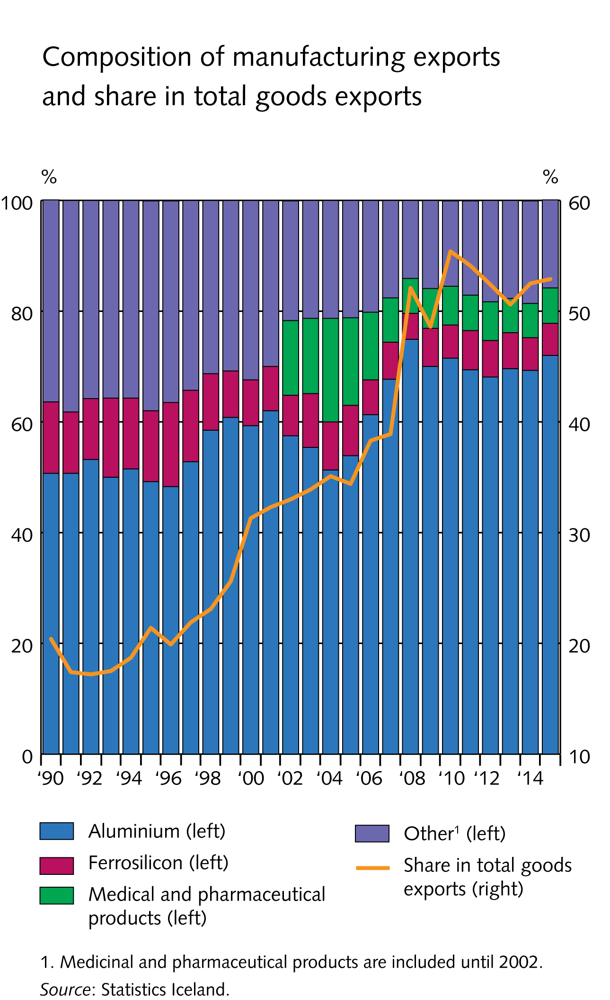 Composition of manufacturing exports
and share in total goods exports
% %
100 60
80 50
60 40
40 30
20 20
0 10
‘90 ‘92 ‘94 ‘96 ‘98 ‘00 ‘02 ‘04 ‘06 ‘08 ‘10 ‘12 ‘14
Aluminium (left)
Ferrosilicon (left)
Medical and pharmaceutical
products (left)
Other¹ (left)
Share in total goods
exports (right)
1. Medicinal and pharmaceutical products are included until 2002.
Source: Statistics Iceland.